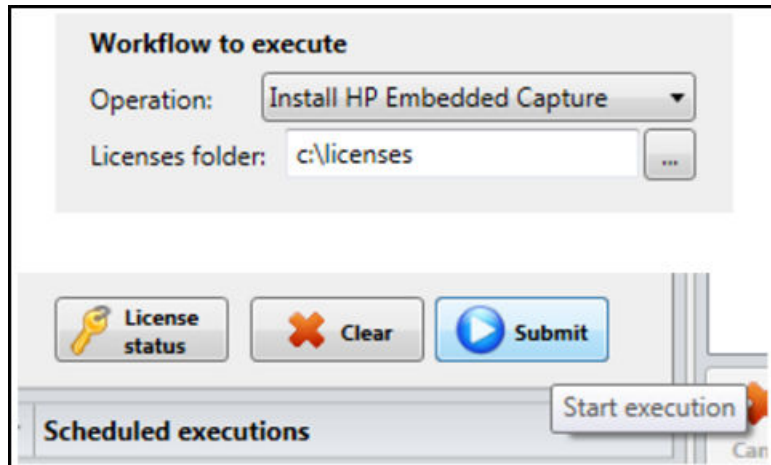 Workflow to execute
Operation: Install HP Embedded Capture
Licenses folder: c:\licenses ...
License status
Clear
Submit
Start execution
Scheduled executions
Can